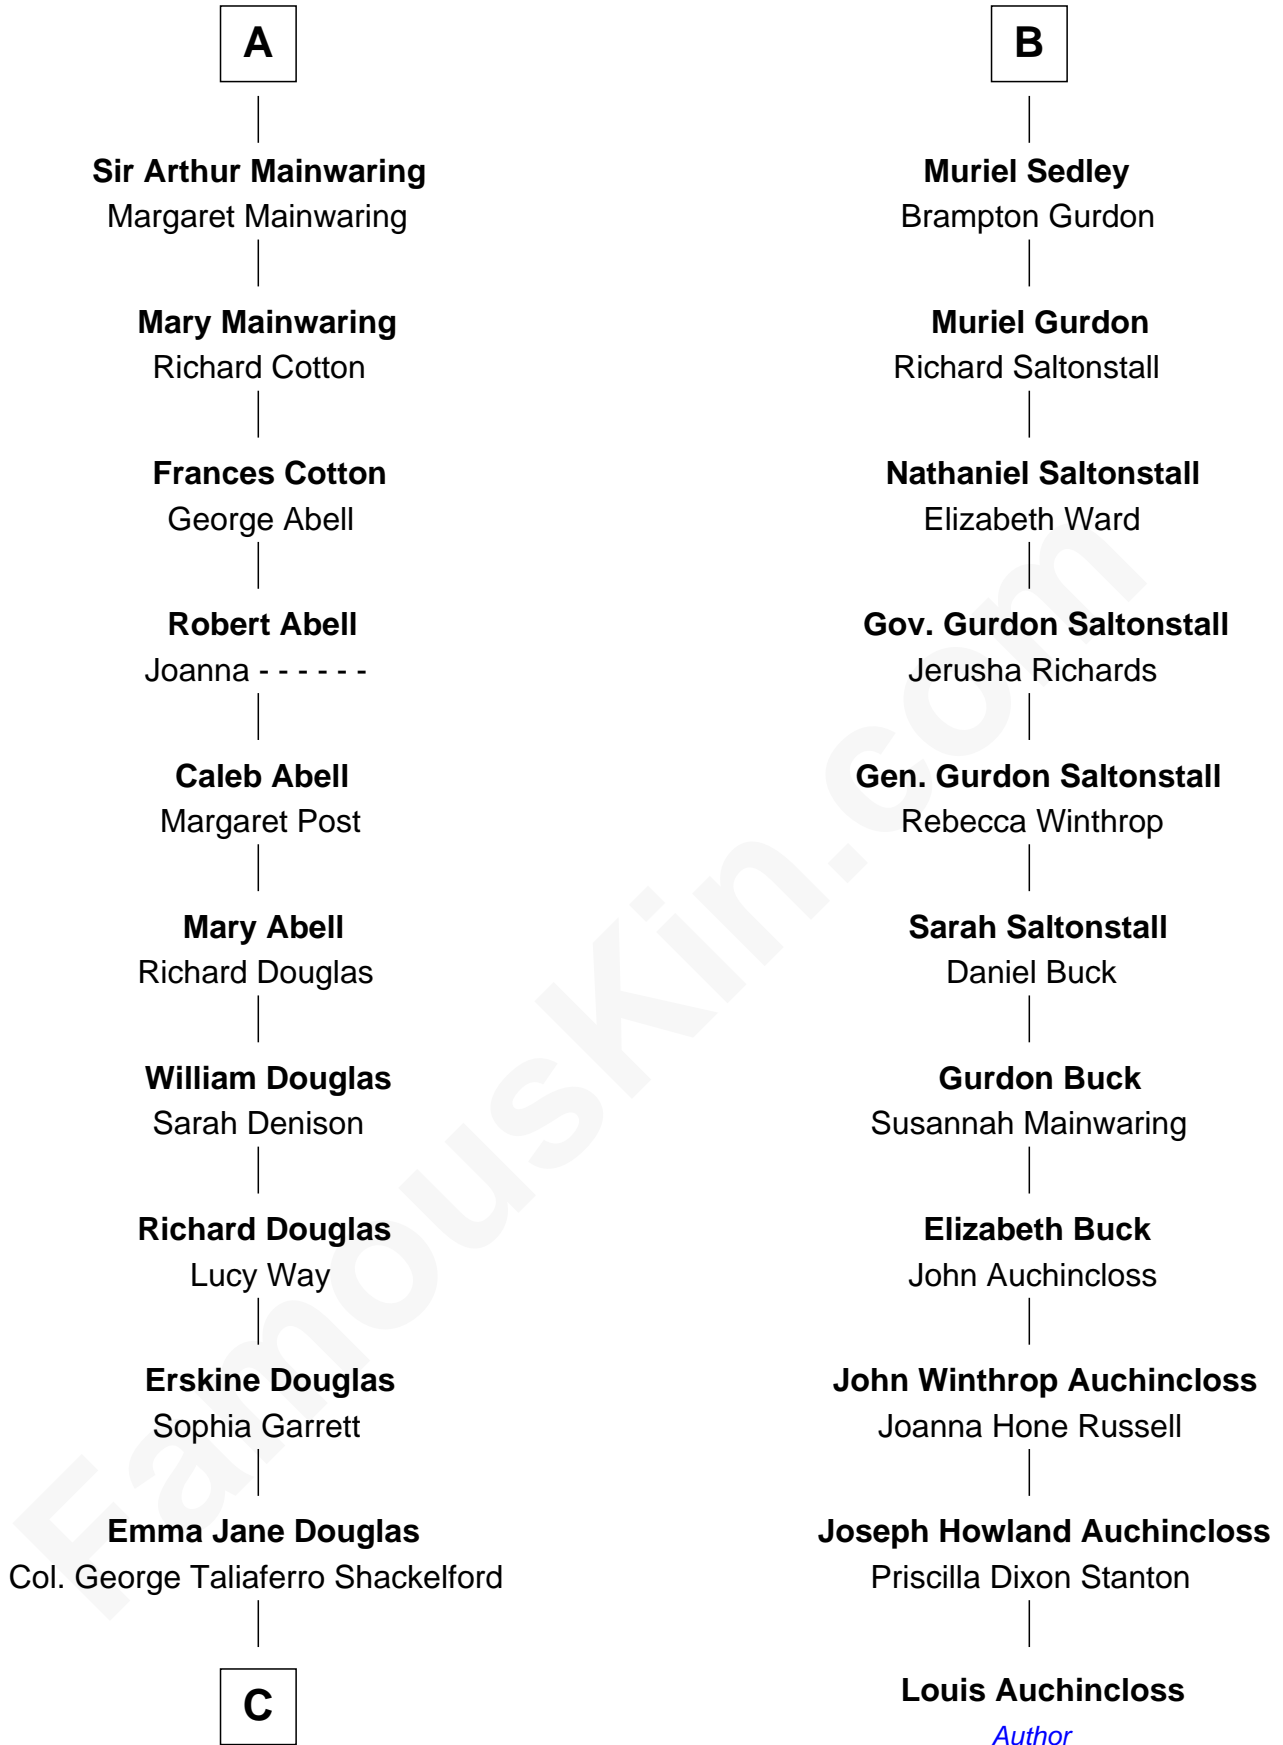 A
Sir Arthur Mainwaring
Margaret Mainwaring
Mary Mainwaring
Richard Cotton
Frances Cotton
George Abell
Robert Abell
Joanna - - - - - -
Caleb Abell
Margaret Post
Mary Abell
Richard Douglas
William Douglas
Sarah Denison
Richard Douglas
Lucy Way
Erskine Douglas
Sophia Garrett
Emma Jane Douglas
Col. George Taliaferro Shackelford
C
B
Muriel Sedley
Brampton Gurdon
Muriel Gurdon
Richard Saltonstall
Nathaniel Saltonstall
Elizabeth Ward
Gov. Gurdon Saltonstall
Jerusha Richards
Gen. Gurdon Saltonstall
Rebecca Winthrop
Sarah Saltonstall
Daniel Buck
Gurdon Buck
Susannah Mainwaring
Elizabeth Buck
John Auchincloss
John Winthrop Auchincloss
Joanna Hone Russell
Joseph Howland Auchincloss
Priscilla Dixon Stanton
Louis Auchincloss
Author
FamousKin.com